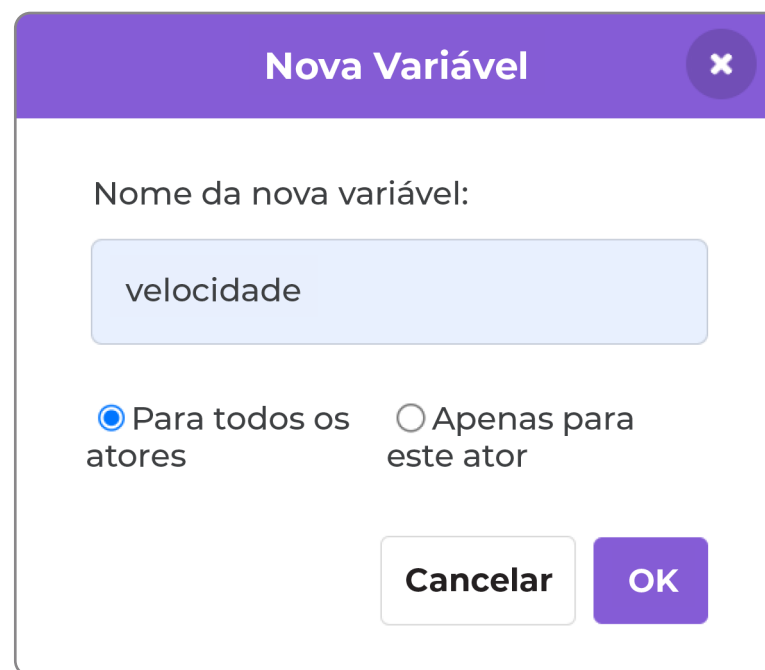 Nova Variável
Nome da nova variável:
velocidade
Para todos os
atores
Apenas para
este ator
Cancelar
OK